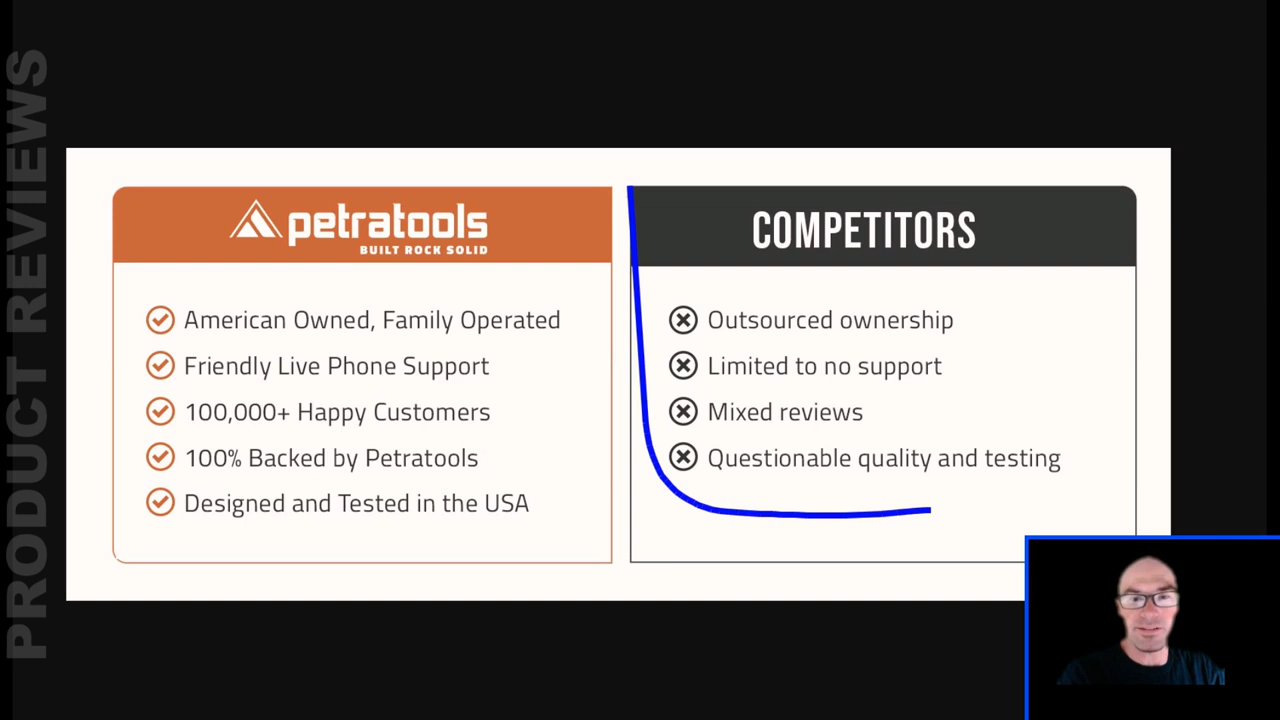 PRODUCT REVIEWS
petratools
BUILT ROCK SOLID
American Owned, Family Operated
Friendly Live Phone Support
100,000+ Happy Customers
100% Backed by Petratools
Designed and Tested in the USA
COMPETITORS
Outsourced ownership
Limited to no support
Mixed reviews
Questionable quality and testing